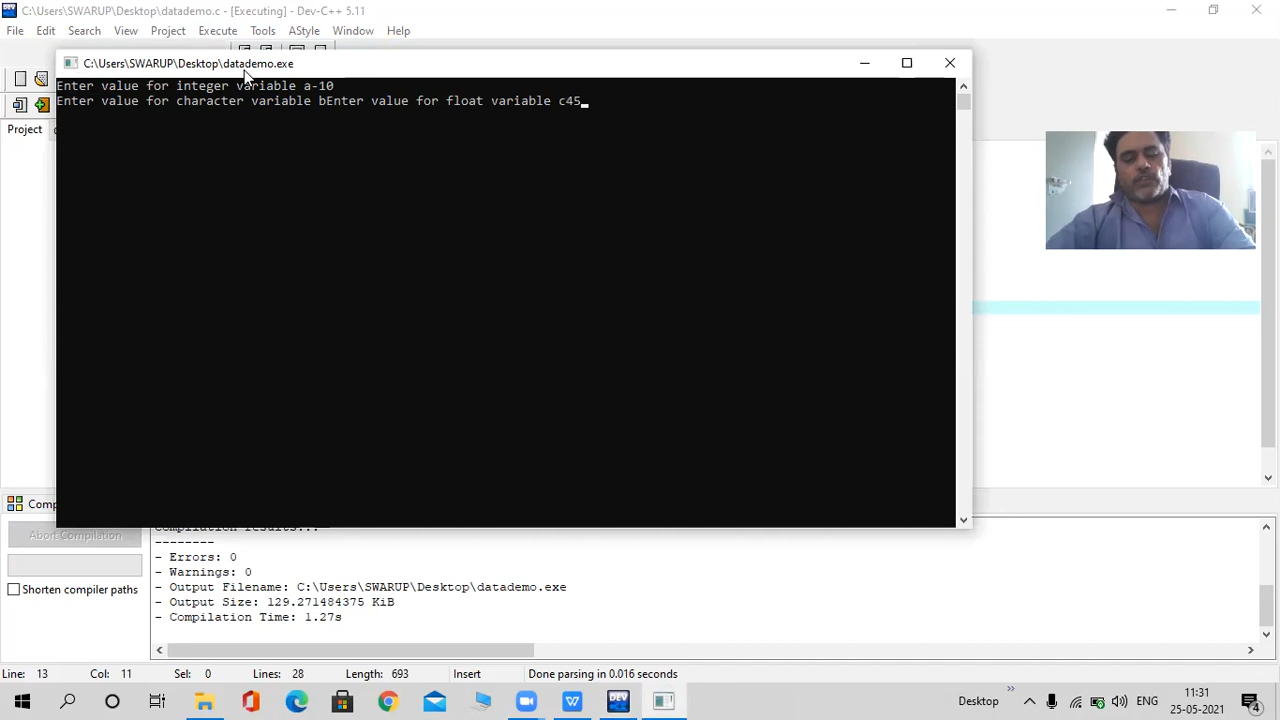 C:\Users\SWARUP\Desktop\datademo.c - [Executing] - Dev-C++ 5.11
File Edit Search View Project Execute Tools AStyle Window Help
C:\Users\SWARUP\Desktop\datademo.exe
Enter value for integer variable a-10
Enter value for character variable bEnter value for float variable c45
Project
Comp
Compilation results...
--------
Abort Compilation
- Errors: 0
- Warnings: 0
- Output Filename: C:\Users\SWARUP\Desktop\datademo.exe
Shorten compiler paths
- Output Size: 129.271484375 KiB
- Compilation Time: 1.27s
Line: 13 Col: 11 Sel: 0 Lines: 28 Length: 693 Insert Done parsing in 0.016 seconds
Desktop » ENG 11:31
25-05-2021
4